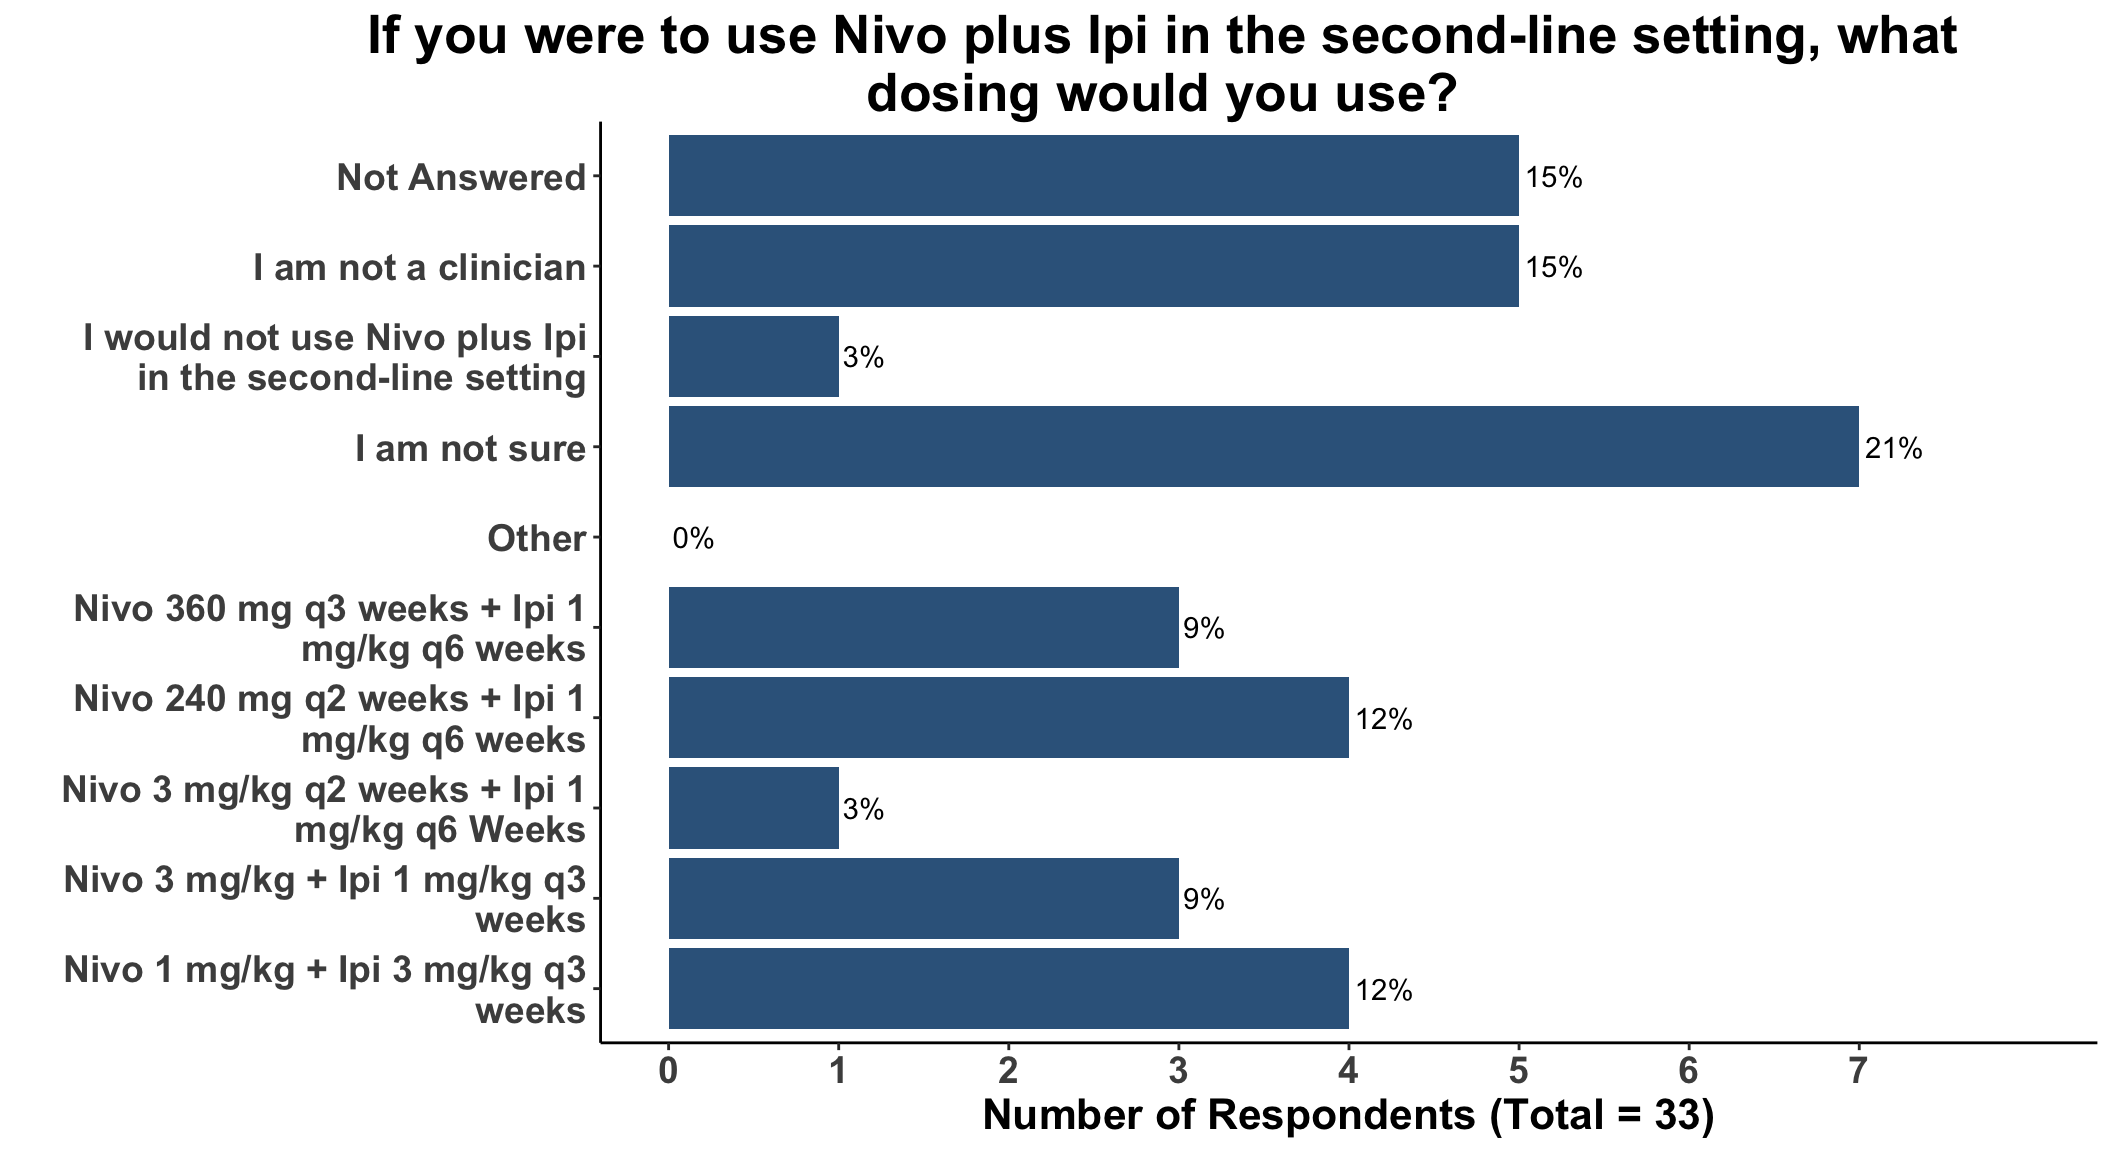 If you were to use Nivo plus Ipi in the second-line setting, what
dosing would you use?
Not Answered
15%
I am not a clinician
15%
I would not use Nivo plus Ipi
in the second-line setting
3%
I am not sure
21%
Other
0%
Nivo 360 mg q3 weeks + Ipi 1
mg/kg q6 weeks
9%
Nivo 240 mg q2 weeks + Ipi 1
mg/kg q6 weeks
12%
Nivo 3 mg/kg q2 weeks + Ipi 1
mg/kg q6 Weeks
3%
Nivo 3 mg/kg + Ipi 1 mg/kg q3
weeks
9%
Nivo 1 mg/kg + Ipi 3 mg/kg q3
weeks
12%
0 1 2 3 4 5 6 7
Number of Respondents (Total = 33)